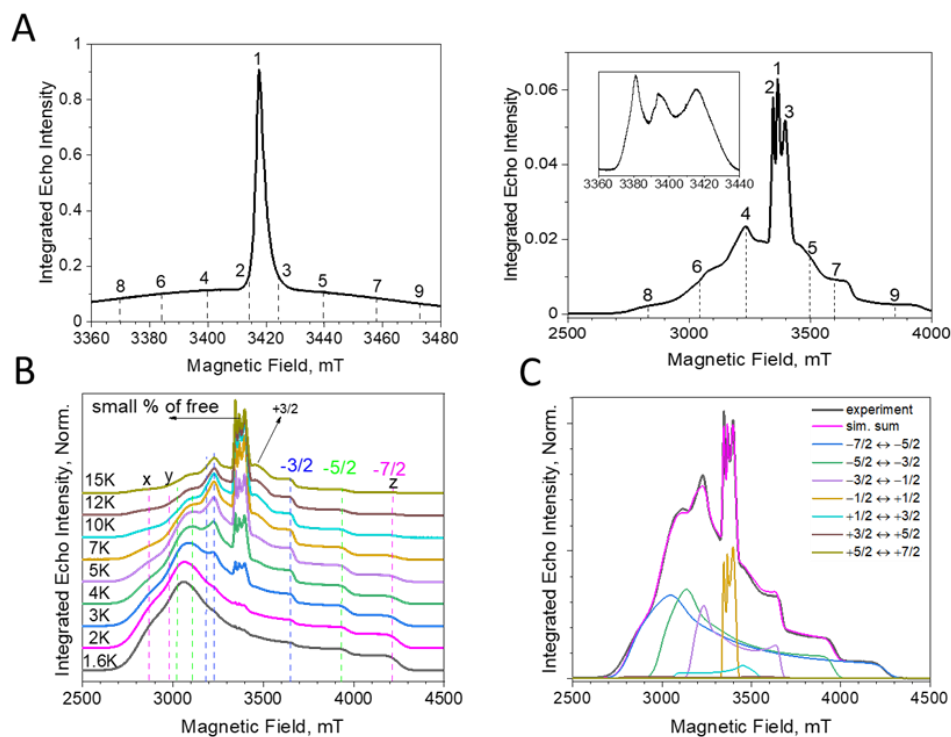 A
Integrated Echo Intensity
1
0.8
0.6
0.4
0.2
0
1
8 6 4 2 3 5 7 9
3360 3380 3400 3420 3440 3460 3480
Magnetic Field, mT
Integrated Echo Intensity
0.06
0.04
0.02
0
3360 3380 3400 3420 3440
1
2
3
4
5
6
7
8
9
2500 3000 3500 4000
Magnetic Field, mT
B
Integrated Echo Intensity, Norm.
small % of free
+3/2
-3/2
-5/2
-7/2
x y z
15K
12K
10K
7K
5K
4K
3K
2K
1.6K
2500 3000 3500 4000 4500
Magnetic Field, mT
C
Integrated Echo Intensity, Norm.
experiment
sim. sum
−7/2 ↔ −5/2
−5/2 ↔ −3/2
−3/2 ↔ −1/2
−1/2 ↔ +1/2
+1/2 ↔ +3/2
+3/2 ↔ +5/2
+5/2 ↔ +7/2
2500 3000 3500 4000 4500
Magnetic Field, mT